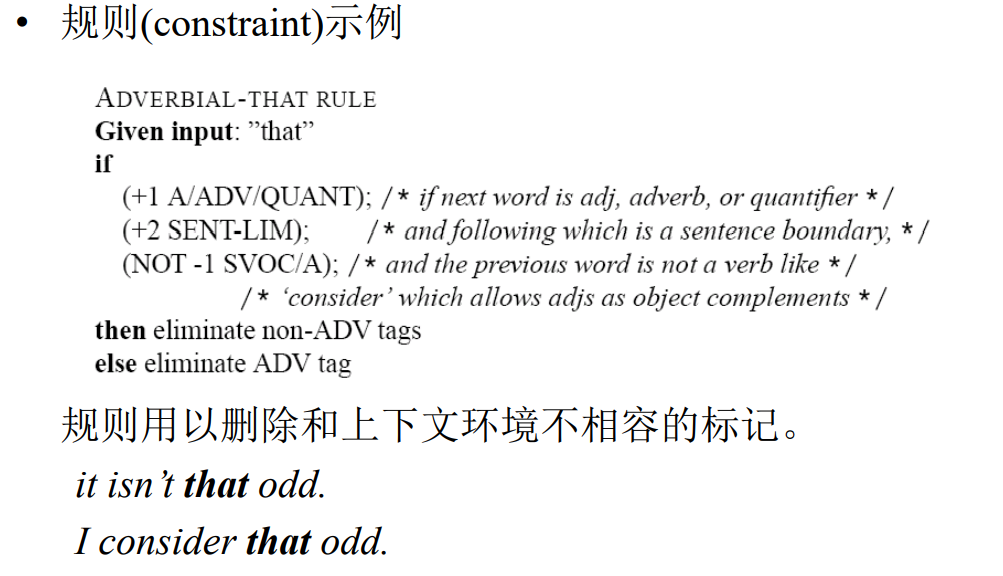 • 规则(constraint)示例
ADVERBIAL-THAT RULE
Given input: ”that”
if
(+1 A/ADV/QUANT); /* if next word is adj, adverb, or quantifier */
(+2 SENT-LIM); /* and following which is a sentence boundary, */
(NOT -1 SVOC/A); /* and the previous word is not a verb like */
/* ‘consider’ which allows adjs as object complements */
then eliminate non-ADV tags
else eliminate ADV tag
规则用以删除和上下文环境不相容的标记。
it isn’t that odd.
I consider that odd.